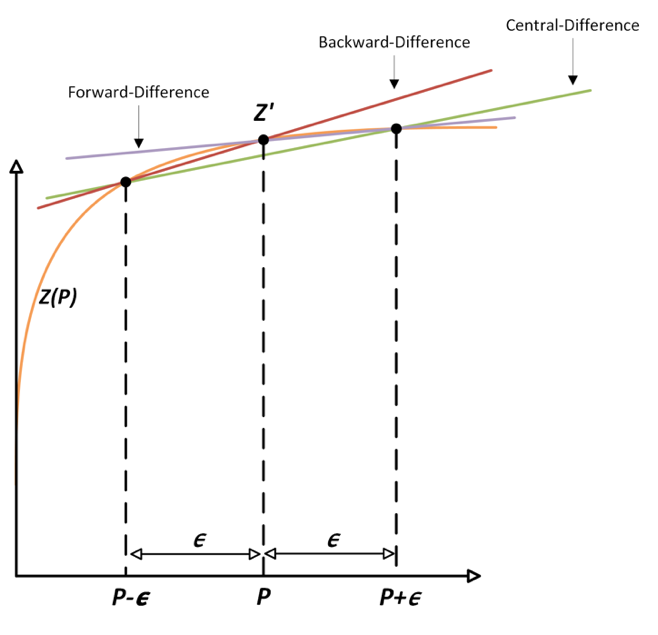 Central-Difference
Backward-Difference
Forward-Difference
Z'
Z(P)
ϵ ϵ
P-ϵ P P+ϵ